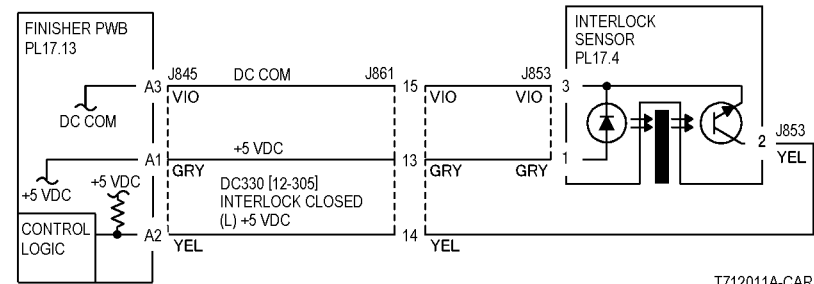 FINISHER PWB
PL17.13
INTERLOCK
SENSOR
PL17.4
A3
J845
DC COM
J861
15
J853
3
VIO
VIO
VIO
DC COM
A1
+5 VDC
13
1
2
J853
YEL
GRY
GRY
GRY
+5 VDC
+5 VDC
DC330 [12-305]
INTERLOCK CLOSED
(L) +5 VDC
CONTROL
LOGIC
A2
14
YEL
YEL
T712011A-CAR